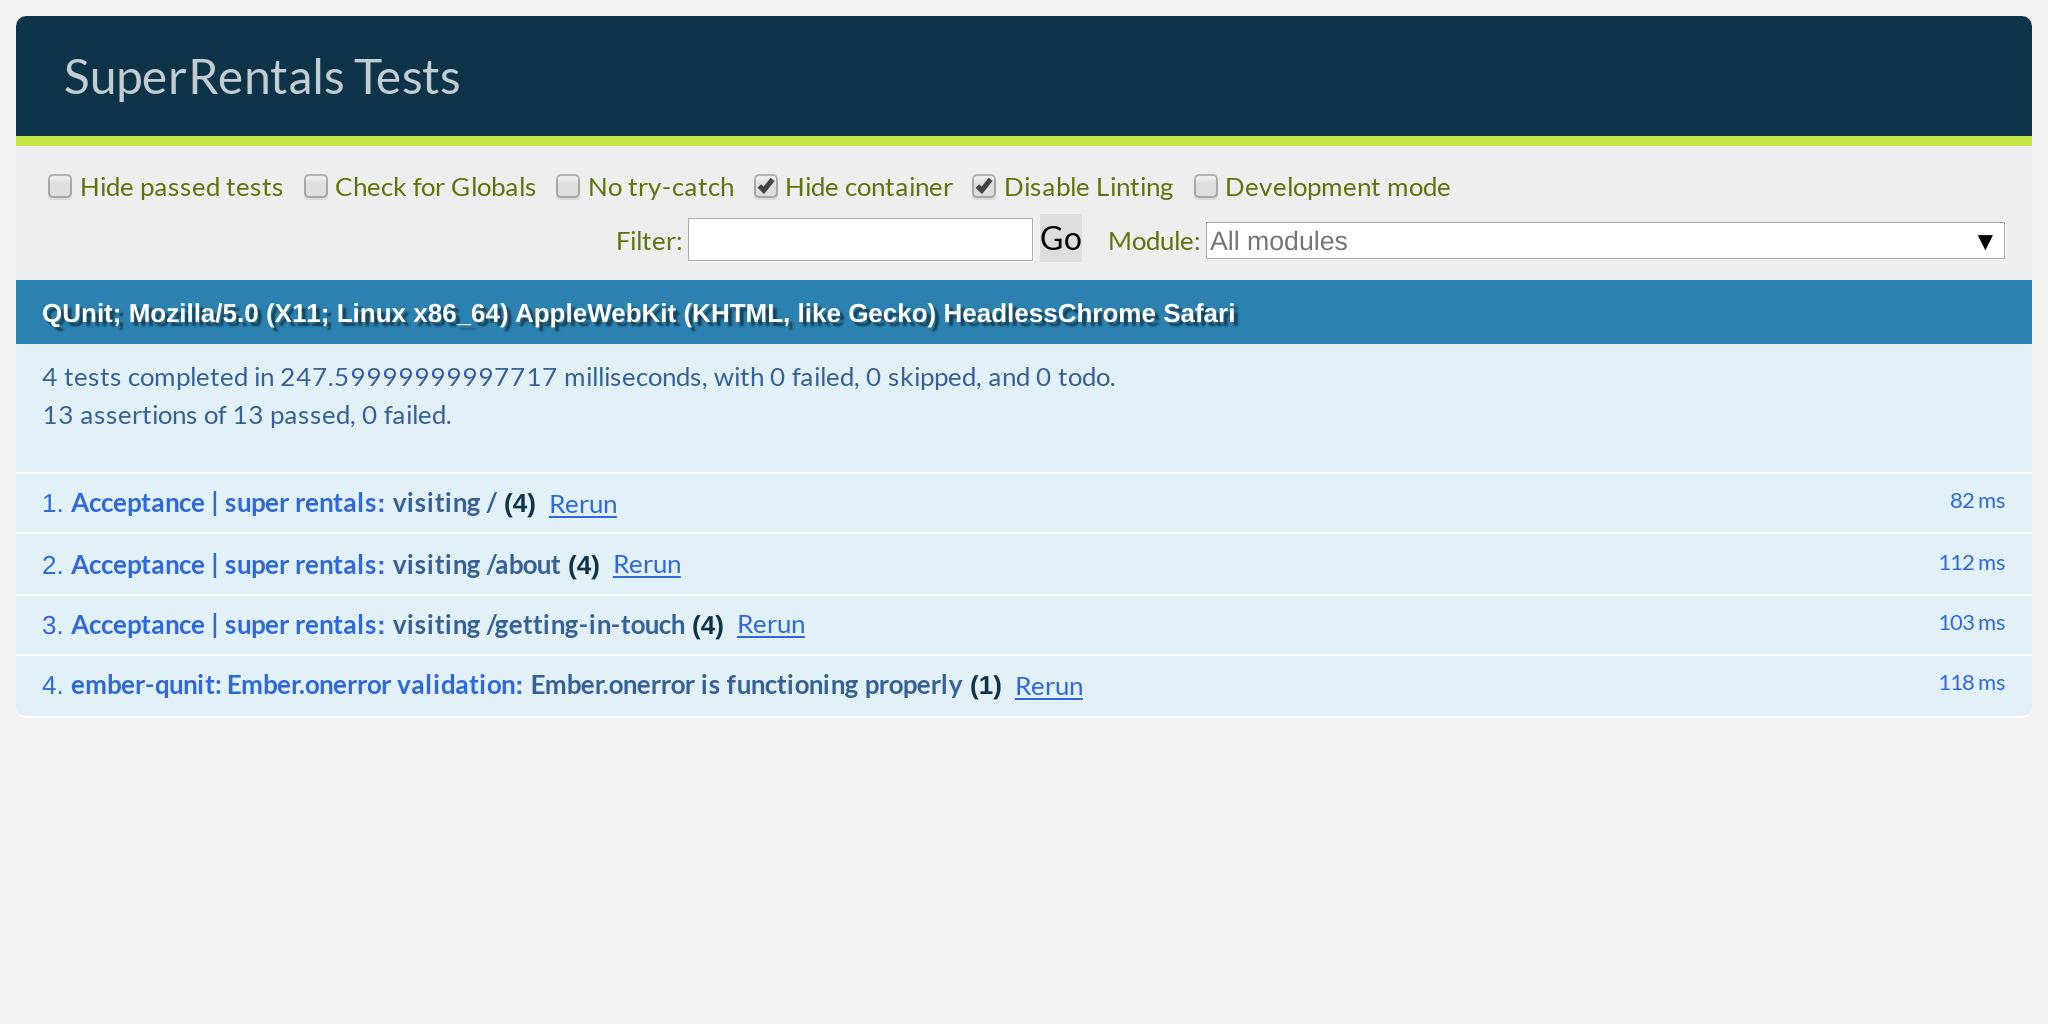 SuperRentals Tests
Hide passed tests Check for Globals No try-catch Hide container Disable Linting Development mode
Filter: Go Module: All modules ▼
QUnit; Mozilla/5.0 (X11; Linux x86_64) AppleWebKit (KHTML, like Gecko) HeadlessChrome Safari
4 tests completed in 247.59999999997717 milliseconds, with 0 failed, 0 skipped, and 0 todo.
13 assertions of 13 passed, 0 failed.
1. Acceptance | super rentals: visiting / (4) Rerun 82 ms
2. Acceptance | super rentals: visiting /about (4) Rerun 112 ms
3. Acceptance | super rentals: visiting /getting-in-touch (4) Rerun 103 ms
4. ember-qunit: Ember.onerror validation: Ember.onerror is functioning properly (1) Rerun 118 ms